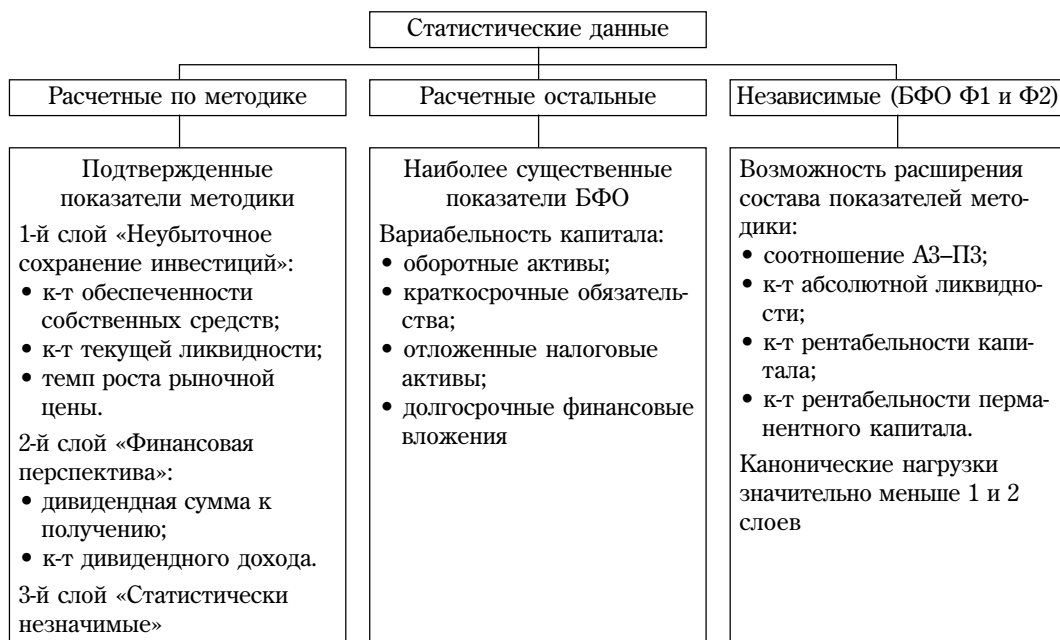 Статистические данные
Расчетные по методике
Расчетные остальные
Независимые (БФО Ф1 и Ф2)
Подтвержденные
показатели методики
1-й слой «Неубыточное
сохранение инвестиций»:
• к-т обеспеченности
собственных средств;
• к-т текущей ликвидности;
• темп роста рыночной
цены.
2-й слой «Финансовая
перспектива»:
• дивидендная сумма к
получению;
• к-т дивидендного дохода.
3-й слой «Статистически
незначимые»
Наиболее существенные
показатели БФО
Вариабельность капитала:
• оборотные активы;
• краткосрочные обязатель-
ства;
• отложенные налоговые
активы;
• долгосрочные финансовые
вложения
Возможность расширения
состава показателей мето-
дики:
• соотношение А3–П3;
• к-т абсолютной ликвидно-
сти;
• к-т рентабельности капи-
тала;
• к-т рентабельности перма-
нентного капитала.
Канонические нагрузки
значительно меньше 1 и 2
слоев